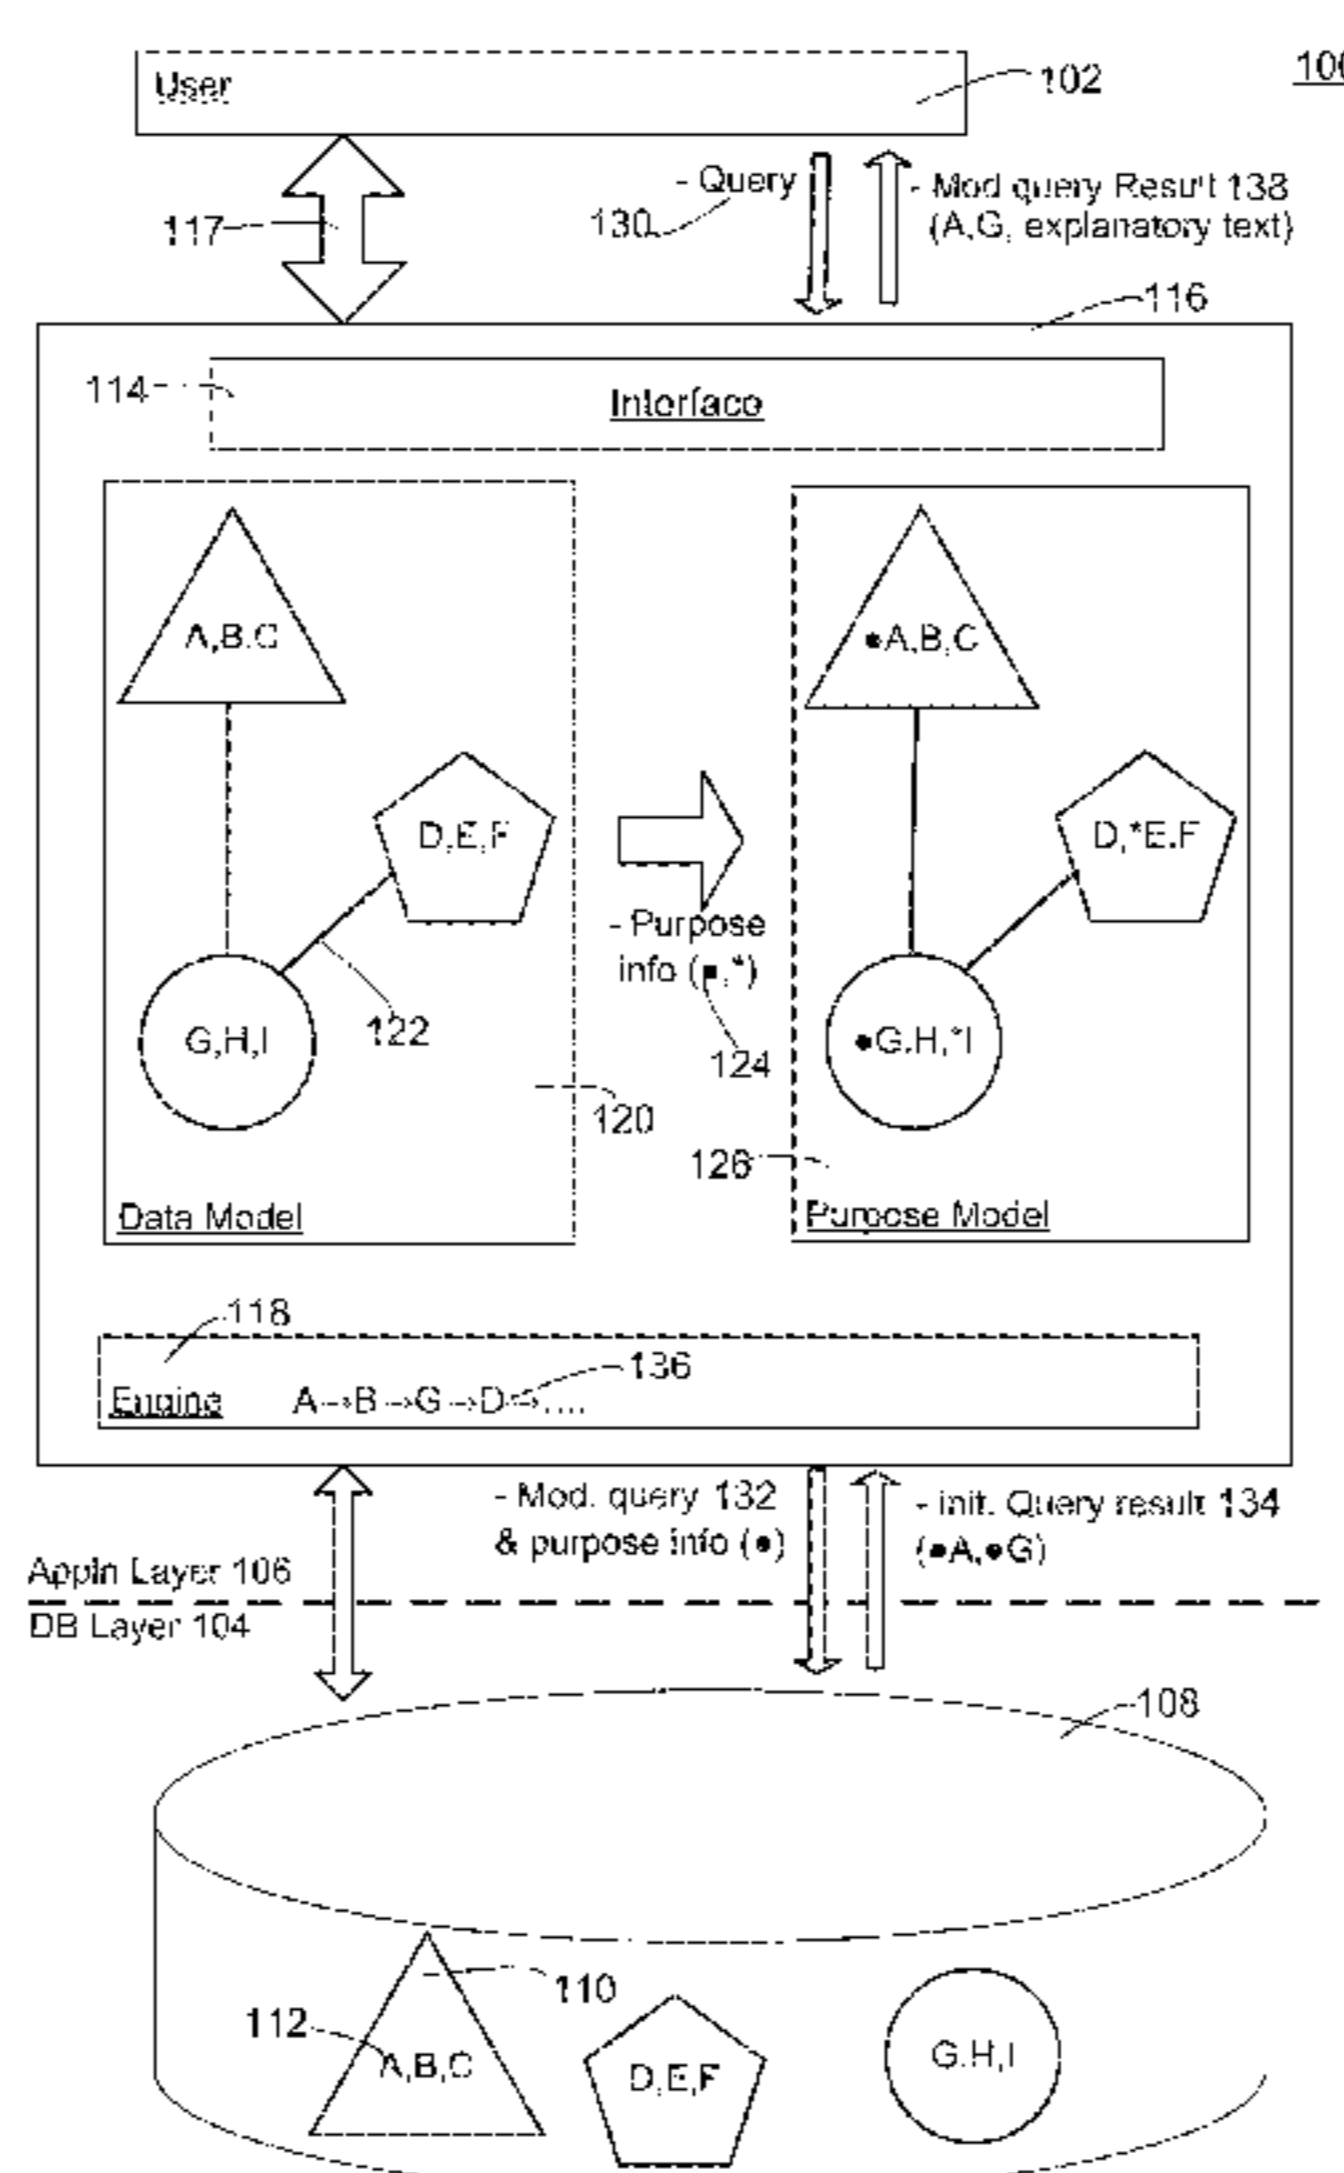 User
102
100
- Query
130
- Mod query Result 138
(A,G, explanatory text)
117
116
114
Interface
A,B,C
●A,B,C
D,E,F
D,*E,F
- Purpose
info (■,*)
G,H,I
122
124
●G,H,*I
120
126
Data Model
Purpose Model
118
136
Engine A→B→G→D→....
- Mod. query 132
& purpose info (●)
- init. Query result 134
(●A,●G)
Appln Layer 106
DB Layer 104
108
110
112
A,B,C
D,E,F
G,H,I